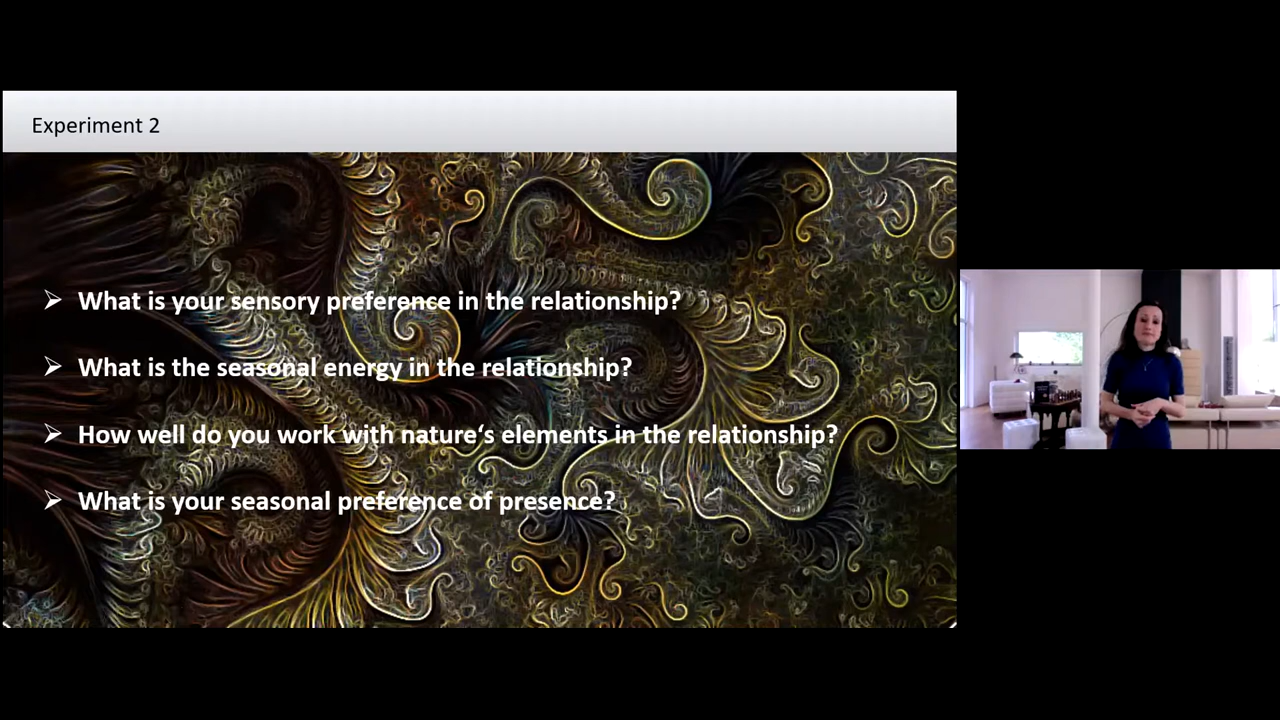 Experiment 2
What is your sensory preference in the relationship?
What is the seasonal energy in the relationship?
How well do you work with nature‘s elements in the relationship?
What is your seasonal preference of presence?